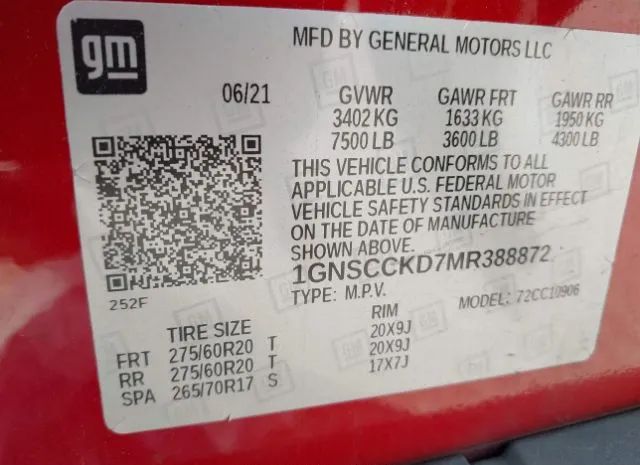 gm
MFD BY GENERAL MOTORS LLC
06/21 GVWR GAWR FRT GAWR RR
3402 KG 1633 KG 1950 KG
7500 LB 3600 LB 4300 LB
THIS VEHICLE CONFORMS TO ALL
APPLICABLE U.S. FEDERAL MOTOR
VEHICLE SAFETY STANDARDS IN EFFECT
ON THE DATE OF MANUFACTURE
SHOWN ABOVE.
1GNSCCKD7MR388872
252F
TYPE: M.P.V. MODEL: 72CC10906
TIRE SIZE RIM
FRT 275/60R20 T 20X9J
RR 275/60R20 T 20X9J
SPA 265/70R17 S 17X7J